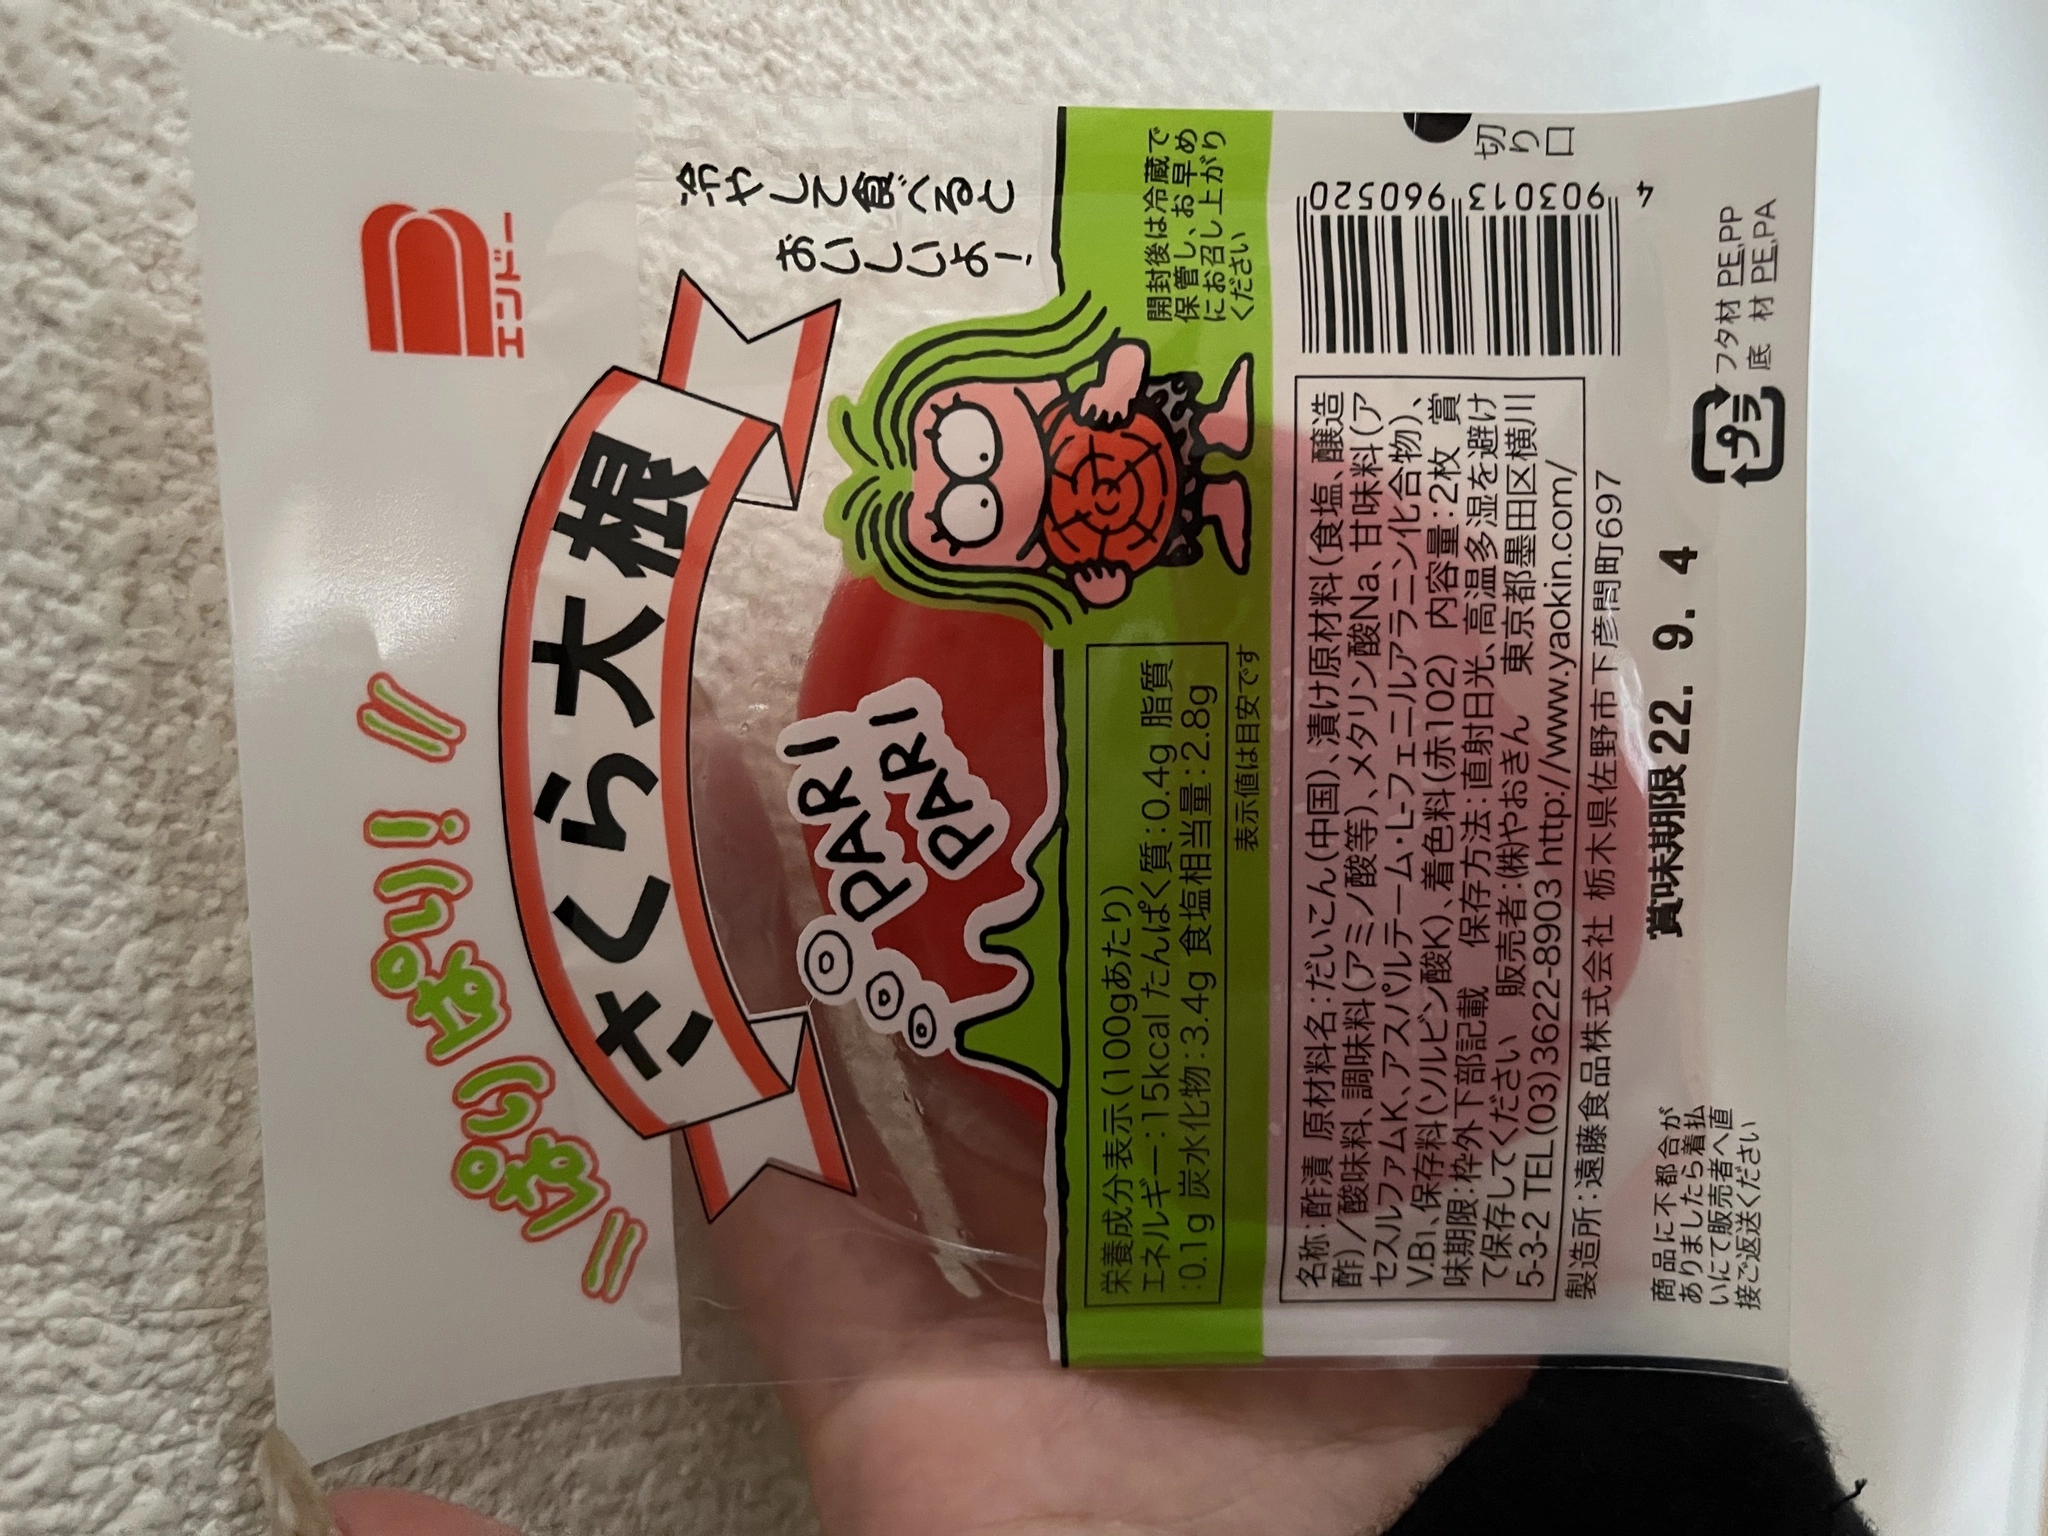 エンドー
ぱりぱり!
さくら大根
冷やして食べると
おいしいよー!
PARI
PARI
開封後は冷蔵で
保管し、お早め
にお召し上がり
ください
栄養成分表示(100gあたり)
エネルギー:15kcal たんぱく質:0.4g 脂質
:0.1g 炭水化物:3.4g 食塩相当量:2.8g
表示値は目安です
名称:酢漬 原材料名:だいこん(中国)、漬け原材料(食塩、醸造
酢)/酸味料、調味料(アミノ酸等)、メタリン酸Na、甘味料(ア
セスルファムK、アスパルテーム・L-フェニルアラニン化合物)、
V.B₁、保存料(ソルビン酸K)、着色料(赤102) 内容量:2枚 賞
味期限:枠外下部記載 保存方法:直射日光、高温多湿を避け
て保存してください 販売者:㈱やおきん 東京都墨田区横川
5-3-2 TEL(03)3622-8903 http://www.yaokin.com/
製造所:遠藤食品株式会社 栃木県佐野市下彦間町697
4 903013 960520
切り口
賞味期限22. 9. 4
商品に不都合が
ありましたら着払
いにて販売者へ直
接ご返送ください
プラ
フタ材 PE,PP
底 材 PE,PA